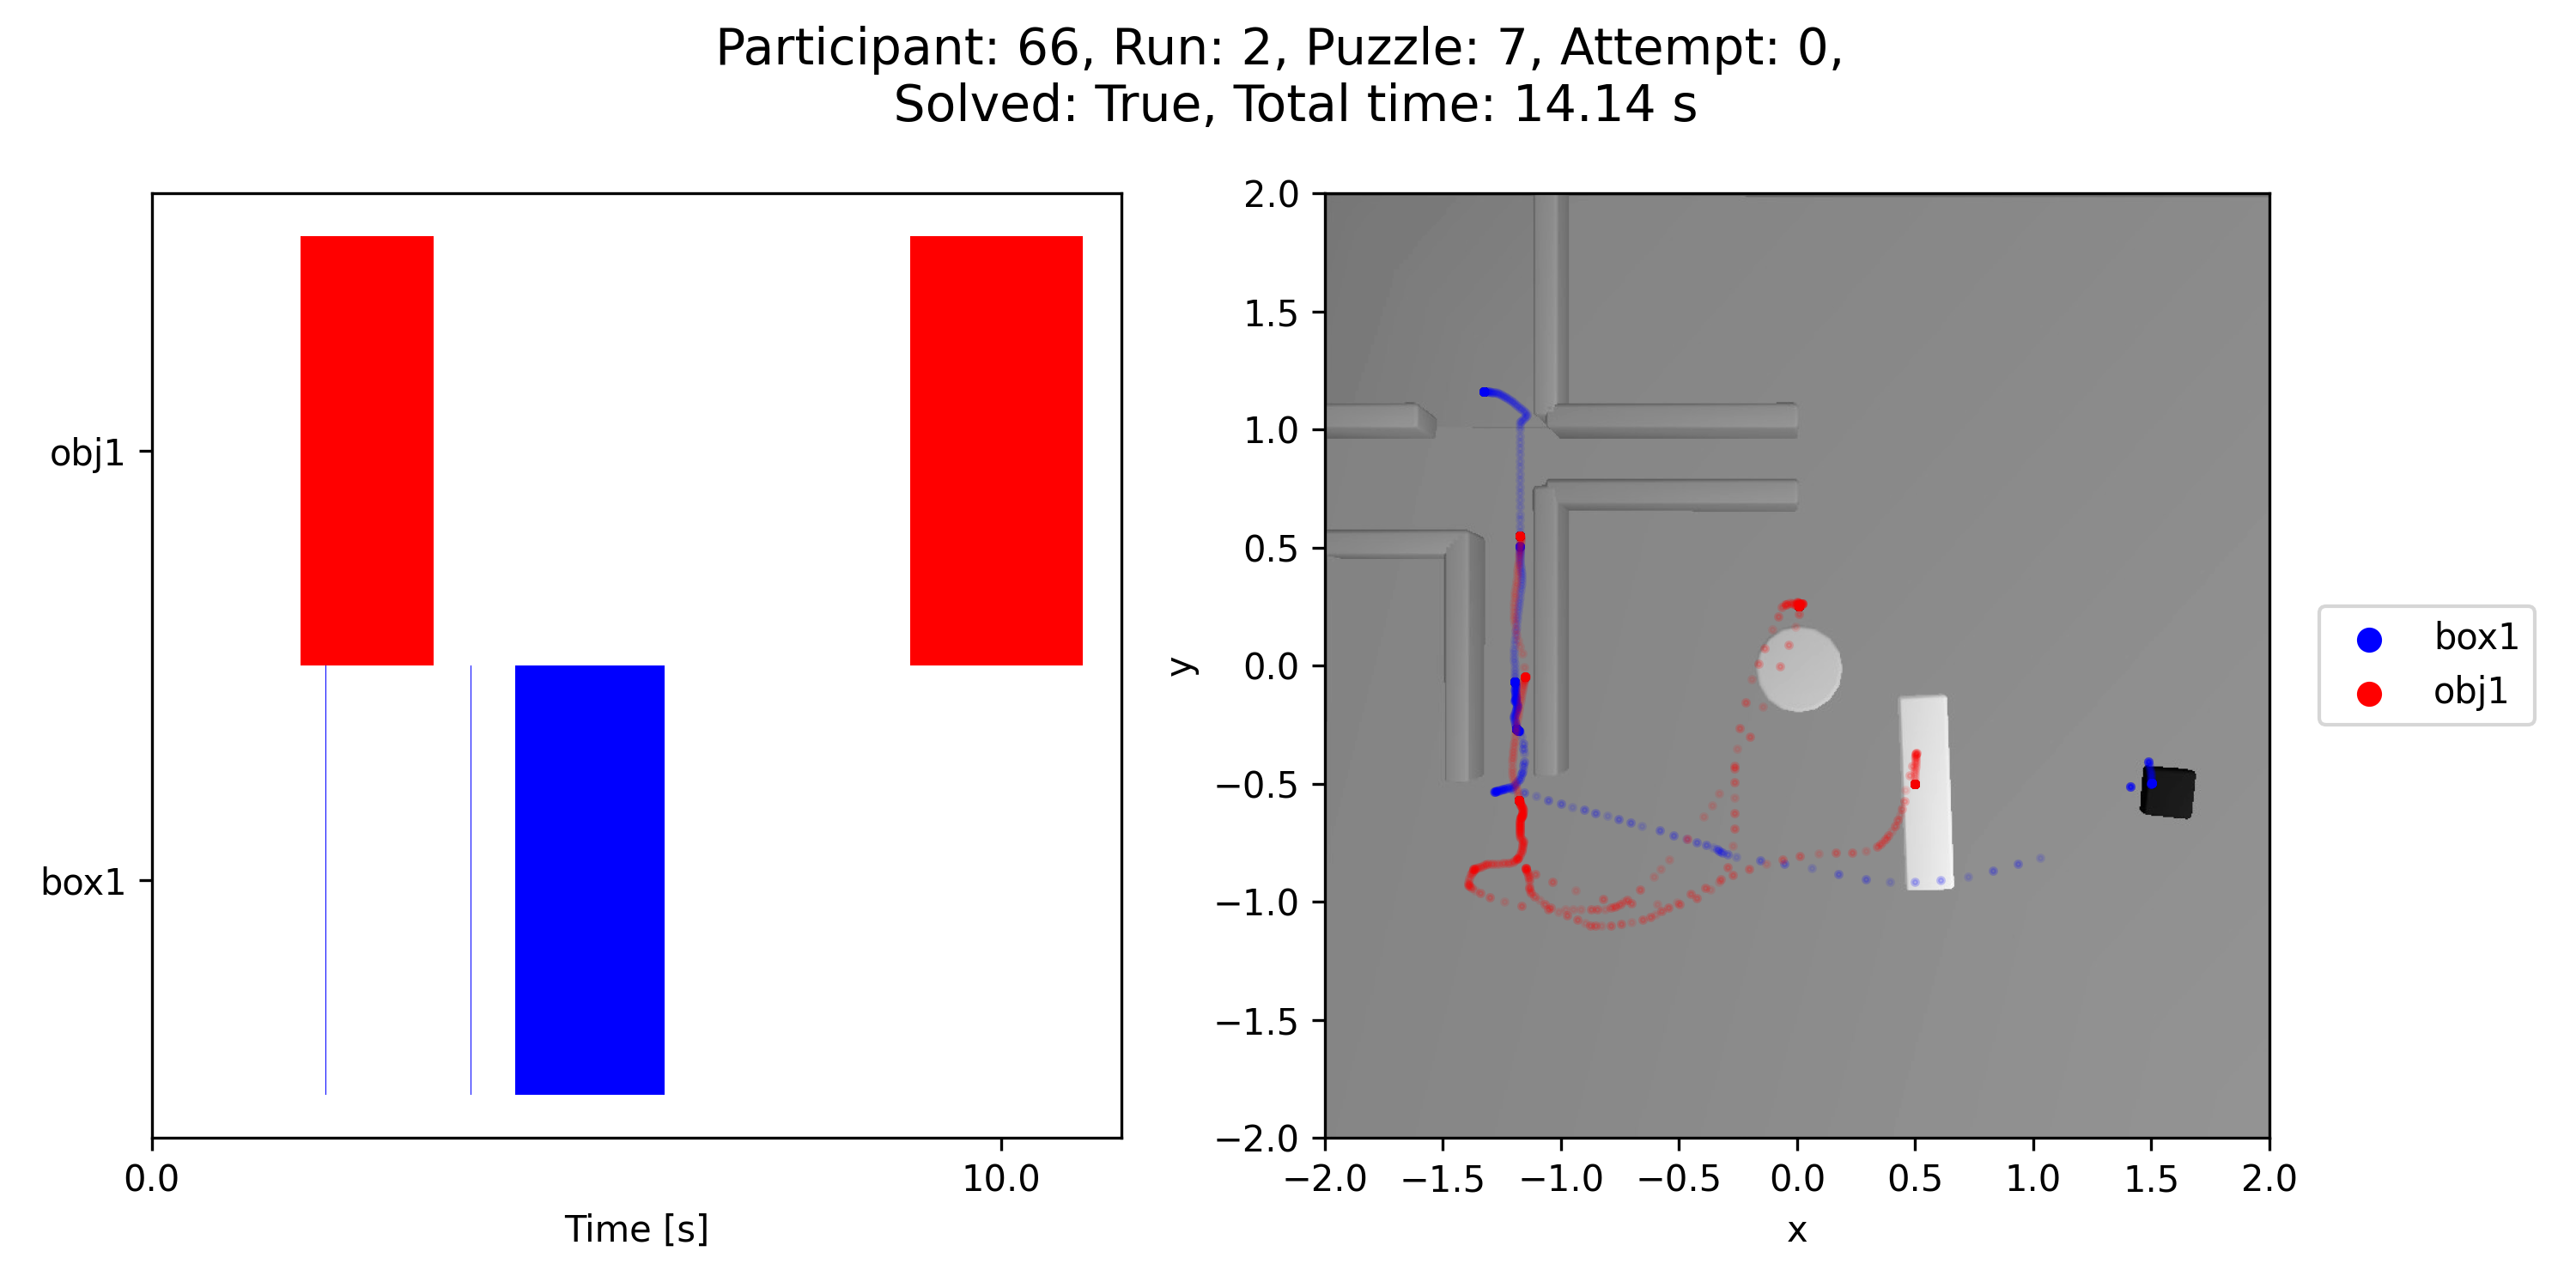 Participant: 66, Run: 2, Puzzle: 7, Attempt: 0,
Solved: True, Total time: 14.14 s
obj1
box1
0.0
10.0
Time [s]
2.0
1.5
1.0
0.5
0.0
−0.5
−1.0
−1.5
−2.0
y
−2.0
−1.5
−1.0
−0.5
0.0
0.5
1.0
1.5
2.0
x
box1
obj1